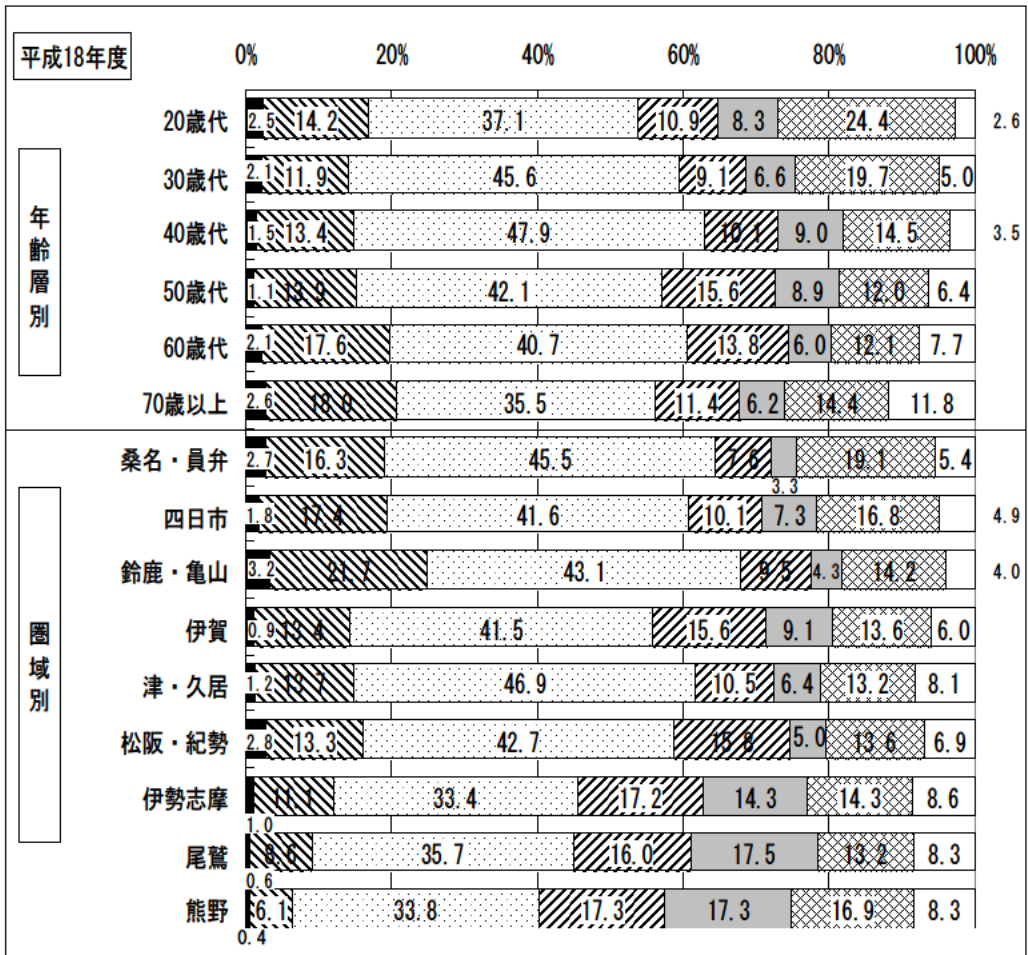 平成18年度
0% 20% 40% 60% 80% 100%
年齢層別
20歳代 2.5 14.2 37.1 10.9 8.3 24.4 2.6
30歳代 2.1 11.9 45.6 9.1 6.6 19.7 5.0
40歳代 1.5 13.4 47.9 10.1 9.0 14.5 3.5
50歳代 1.1 13.9 42.1 15.6 8.9 12.0 6.4
60歳代 2.1 17.6 40.7 13.8 6.0 12.1 7.7
70歳以上 2.6 18.0 35.5 11.4 6.2 14.4 11.8
圏域別
桑名・員弁 2.7 16.3 45.5 7.6 3.3 19.1 5.4
四日市 1.8 17.4 41.6 10.1 7.3 16.8 4.9
鈴鹿・亀山 3.2 21.7 43.1 9.5 4.3 14.2 4.0
伊賀 0.9 13.4 41.5 15.6 9.1 13.6 6.0
津・久居 1.2 13.7 46.9 10.5 6.4 13.2 8.1
松阪・紀勢 2.8 13.3 42.7 15.8 5.0 13.6 6.9
伊勢志摩 1.0 11.1 33.4 17.2 14.3 14.3 8.6
尾鷲 0.6 8.6 35.7 16.0 17.5 13.2 8.3
熊野 0.4 6.1 33.8 17.3 17.3 16.9 8.3